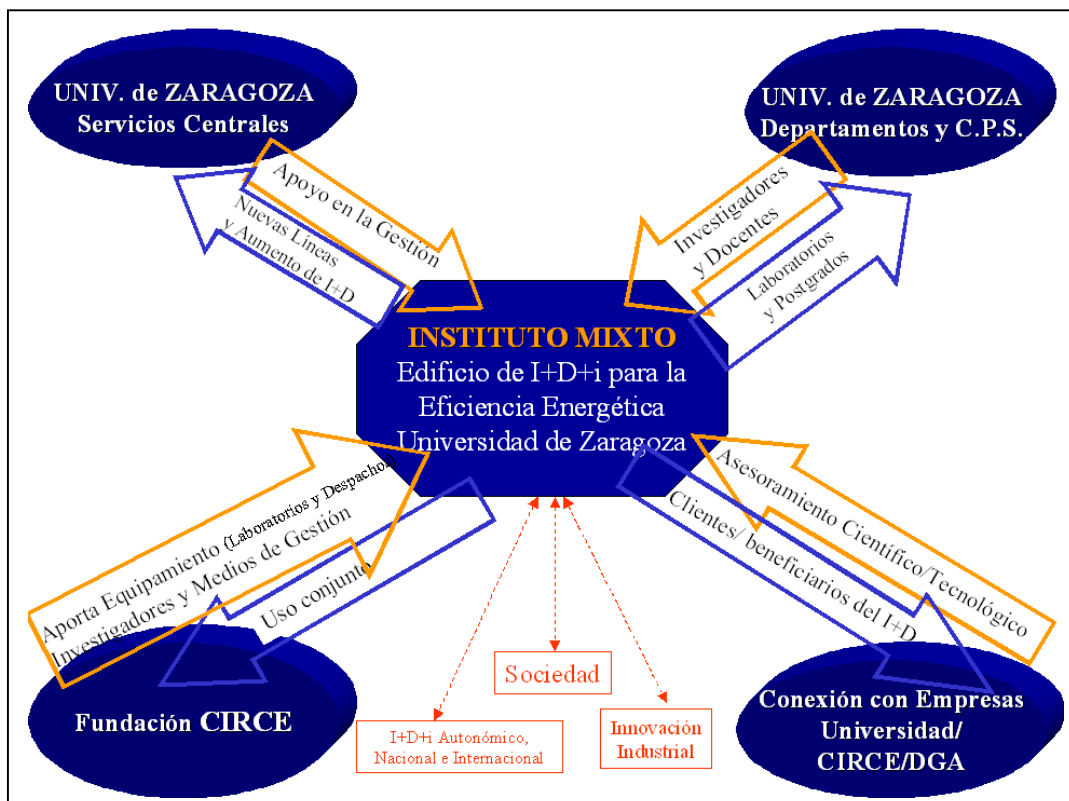 UNIV. de ZARAGOZA
Servicios Centrales
UNIV. de ZARAGOZA
Departamentos y C.P.S.
Apoyo en la Gestión
Nuevas Líneas
y Aumento de I+D
Investigadores
y Docentes
Laboratorios
y Postgrados
INSTITUTO MIXTO
Edificio de I+D+i para la
Eficiencia Energética
Universidad de Zaragoza
Aporta Equipamiento (Laboratorios y Despachos)
Investigadores y Medios de Gestión
Uso conjunto
Asesoramiento Científico/Tecnológico
Clientes/ beneficiarios del I+D
Sociedad
I+D+i Autonómico,
Nacional e Internacional
Innovación
Industrial
Fundación CIRCE
Conexión con Empresas
Universidad/
CIRCE/DGA